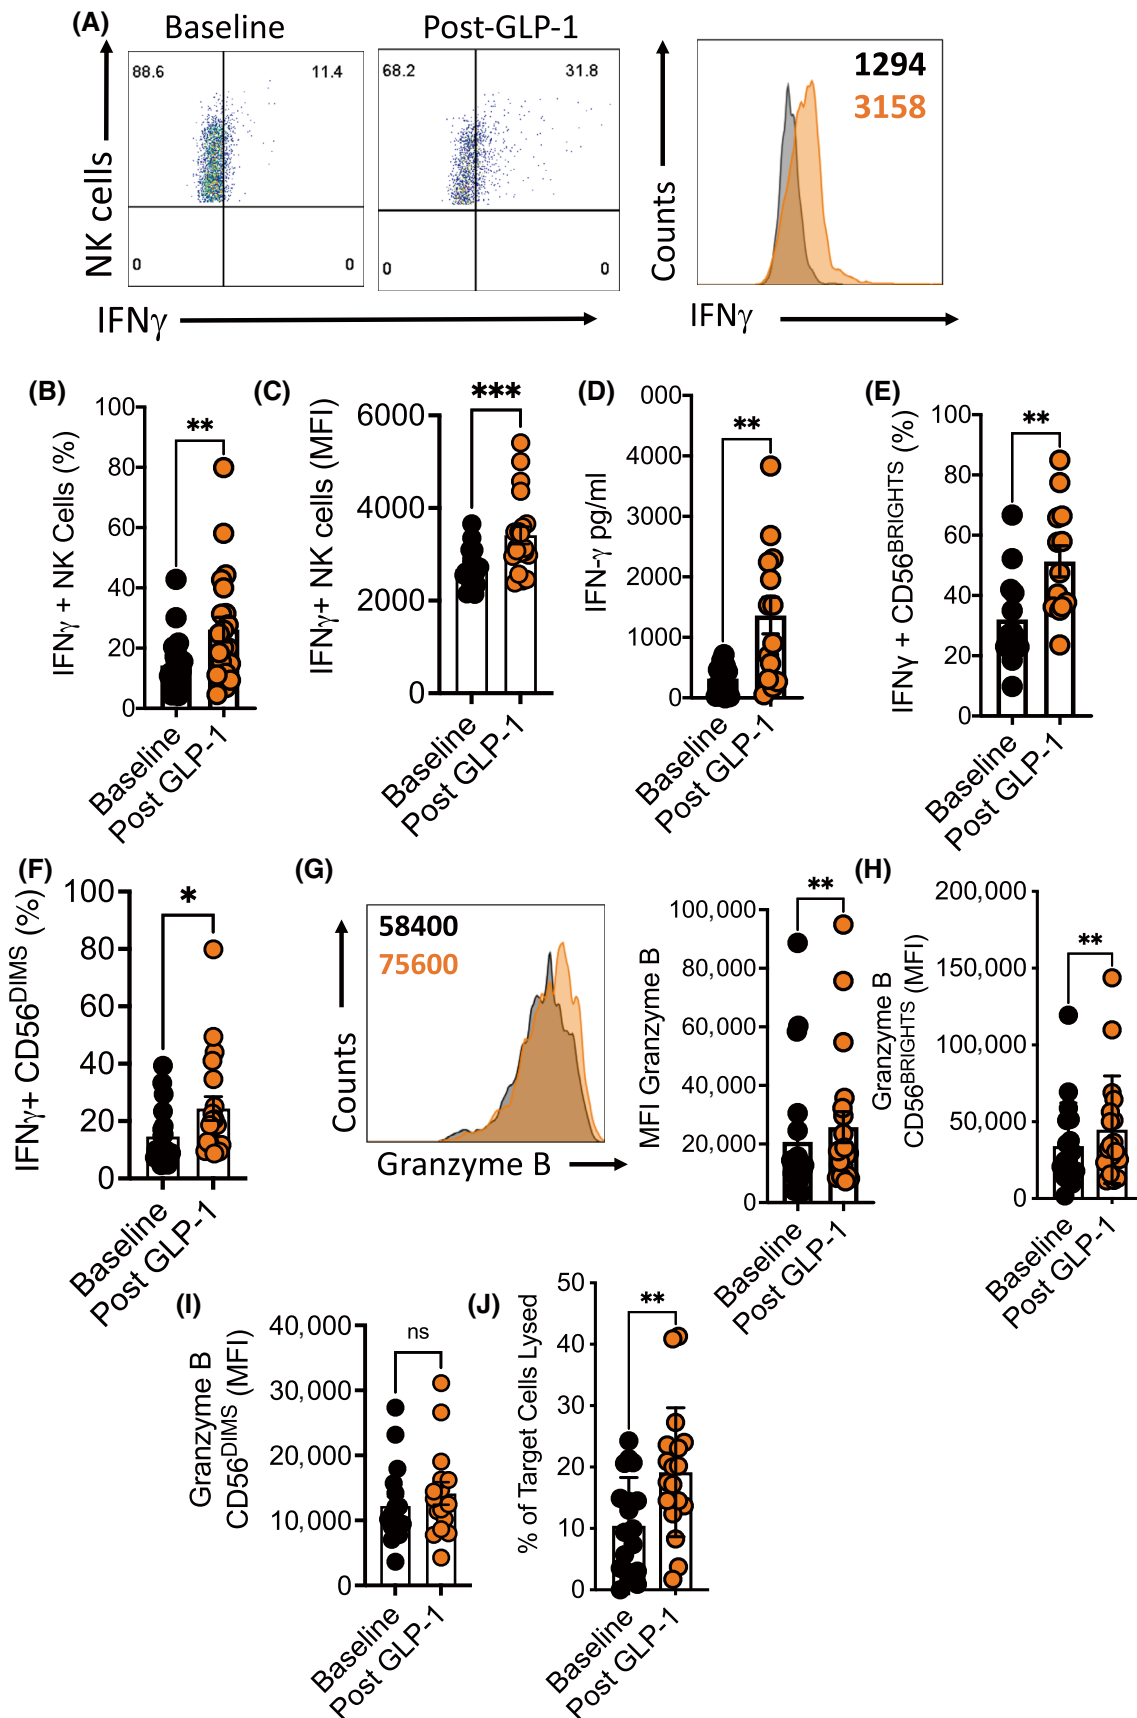 (A)
Baseline
Post-GLP-1
88.6
11.4
68.2
31.8
1294
3158
NK cells
Counts
0
0
0
0
IFNγ
IFNγ
(B)
IFNγ + NK Cells (%)
100
80
60
40
20
0
**
Baseline
Post GLP-1
(C)
IFNγ+ NK cells (MFI)
6000
4000
2000
0
***
Baseline
Post GLP-1
(D)
IFN-γ pg/ml
000
4000
3000
2000
1000
0
**
Baseline
Post GLP-1
(E)
IFNγ + CD56BRIGHTS (%)
100
80
60
40
20
0
**
Baseline
Post GLP-1
(F)
IFNγ+ CD56DIMS (%)
100
80
60
40
20
0
*
Baseline
Post GLP-1
(G)
58400
75600
Counts
Granzyme B
MFI Granzyme B
100,000
80,000
60,000
40,000
20,000
0
**
Baseline
Post GLP-1
(H)
Granzyme B
CD56BRIGHTS (MFI)
200,000
150,000
100,000
50,000
0
**
Baseline
Post GLP-1
(I)
Granzyme B
CD56DIMS (MFI)
40,000
30,000
20,000
10,000
0
ns
Baseline
Post GLP-1
(J)
% of Target Cells Lysed
50
40
30
20
10
0
**
Baseline
Post GLP-1